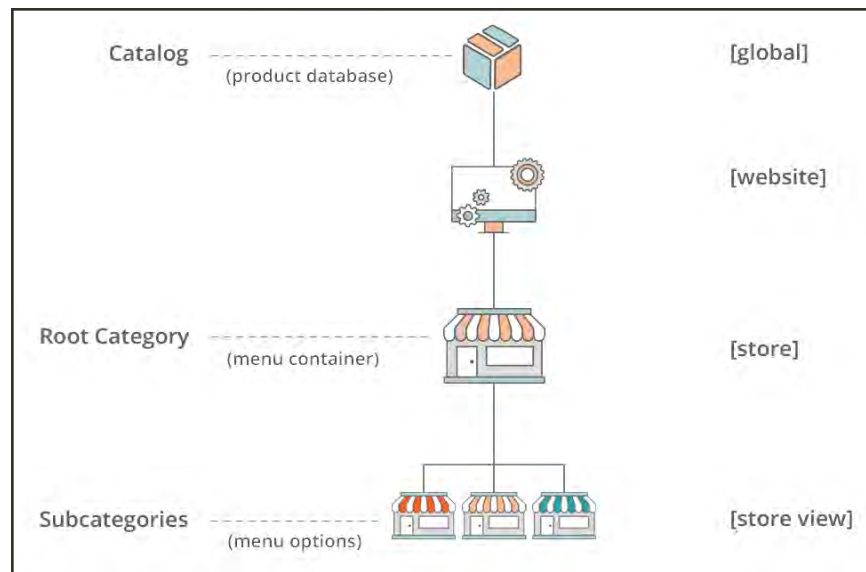 Catalog
(product database)
[global]
[website]
Root Category
(menu container)
[store]
Subcategories
(menu options)
[store view]